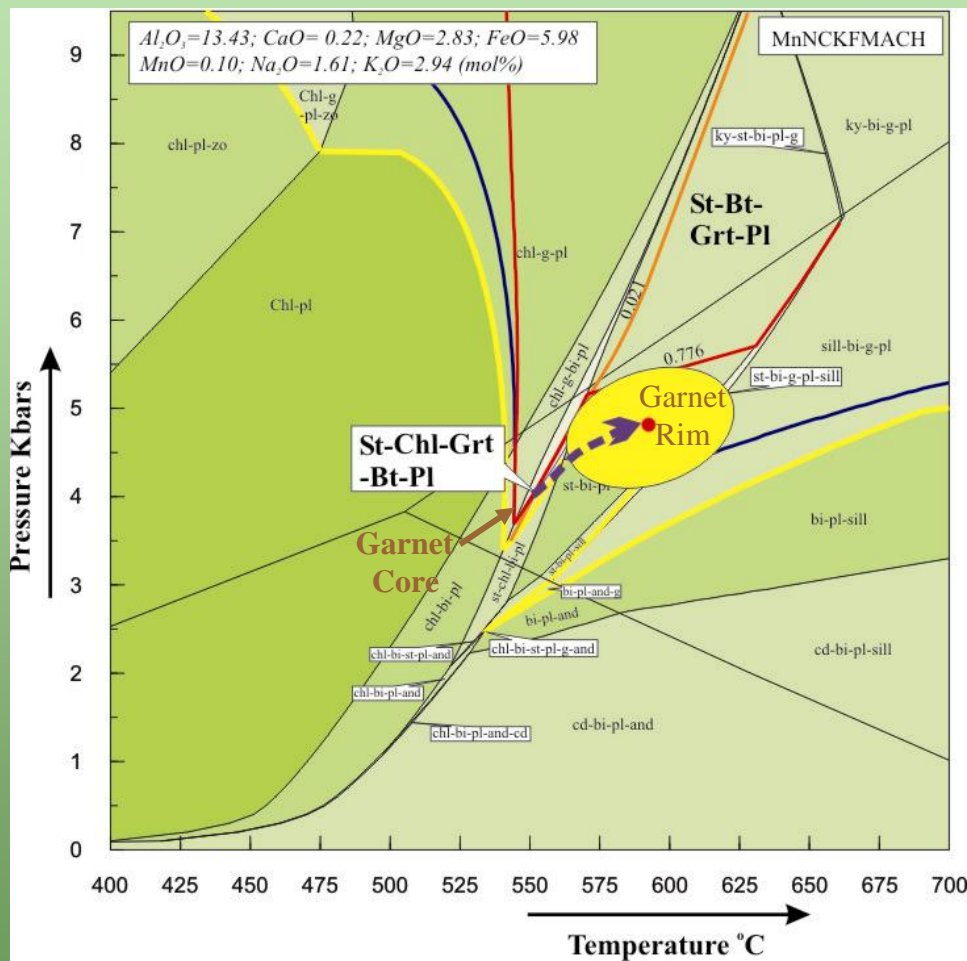 Al₂O₃=13.43; CaO= 0.22; MgO=2.83; FeO=5.98
MnO=0.10; Na₂O=1.61; K₂O=2.94 (mol%)
MnNCKFMACH
Pressure Kbars
9
8
7
6
5
4
3
2
1
0
chl-pl-zo
Chl-g
-pl-zo
Chl-pl
chl-g-pl
chl-g-bi-pl
ky-st-bi-pl-g
ky-bi-g-pl
St-Bt-
Grt-Pl
0.021
0.776
sill-bi-g-pl
st-bi-g-pl-sill
Garnet
Rim
St-Chl-Grt
-Bt-Pl
st-bi-pl
Garnet
Core
chl-bi-pl
st-chl-bi-pl
st-bi-pl-sill
bi-pl-sill
bi-pl-and-g
bi-pl-and
chl-bi-st-pl-and
chl-bi-st-pl-g-and
chl-bi-pl-and
cd-bi-pl-sill
chl-bi-pl-and-cd
cd-bi-pl-and
400 425 450 475 500 525 550 575 600 625 650 675 700
Temperature °C